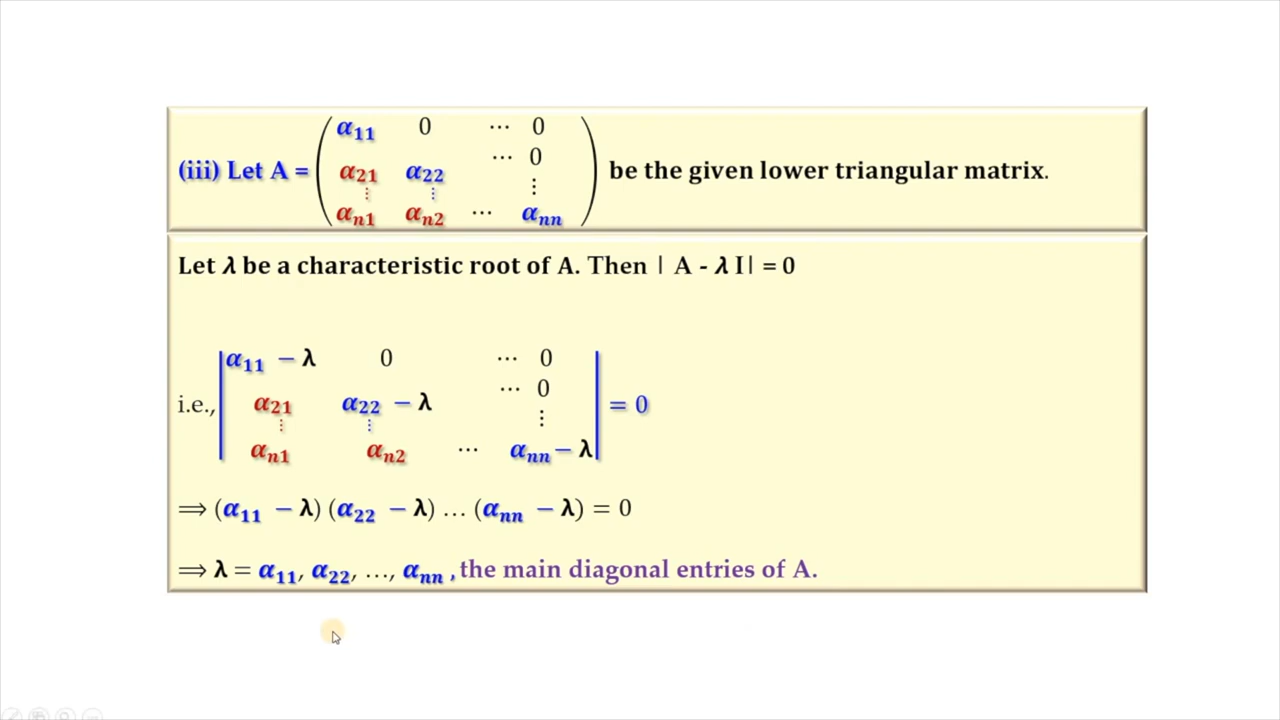 α11 0 ⋯ 0
⋯ 0
(iii) Let A = α21 α22 be the given lower triangular matrix.
⋮ ⋮ ⋮
αn1 αn2 ⋯ αnn
Let λ be a characteristic root of A. Then | A - λ I| = 0
α11 − λ 0 ⋯ 0
⋯ 0
i.e., α21 α22 − λ = 0
⋮ ⋮ ⋮
αn1 αn2 ⋯ αnn − λ
⟹ (α11 − λ) (α22 − λ) … (αnn − λ) = 0
⟹ λ = α11, α22, …, αnn , the main diagonal entries of A.